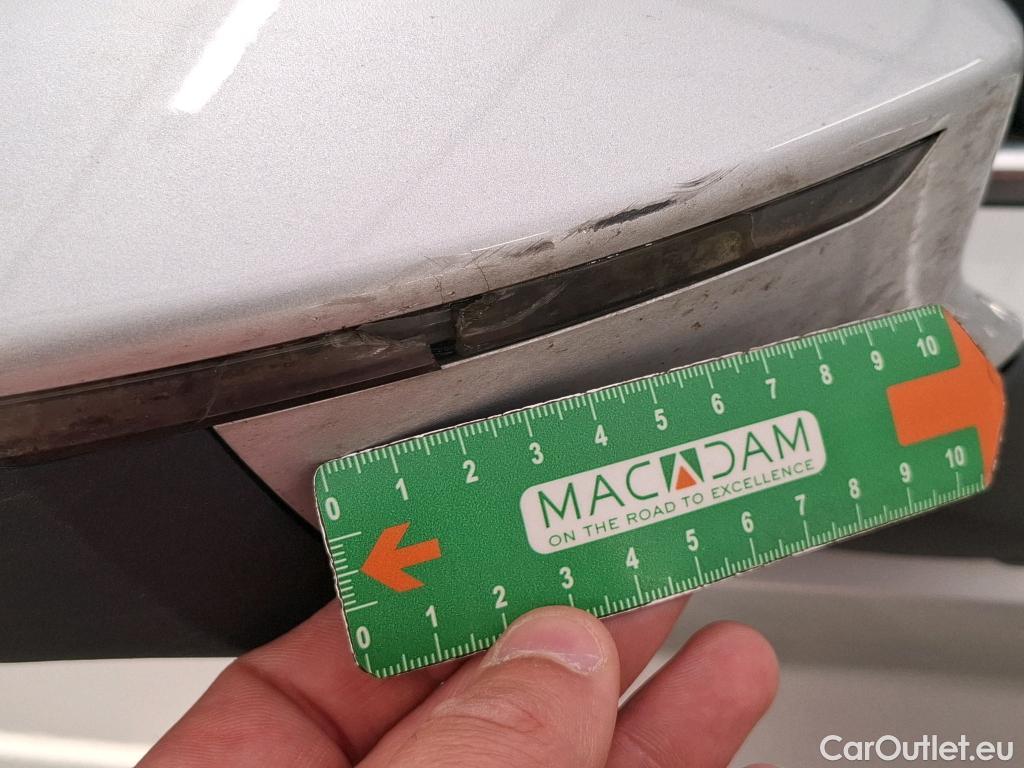 0 1 2 3 4 5 6 7 8 9 10
MACADAM
ON THE ROAD TO EXCELLENCE
0 1 2 3 4 5 6 7 8 9 10
CarOutlet.eu